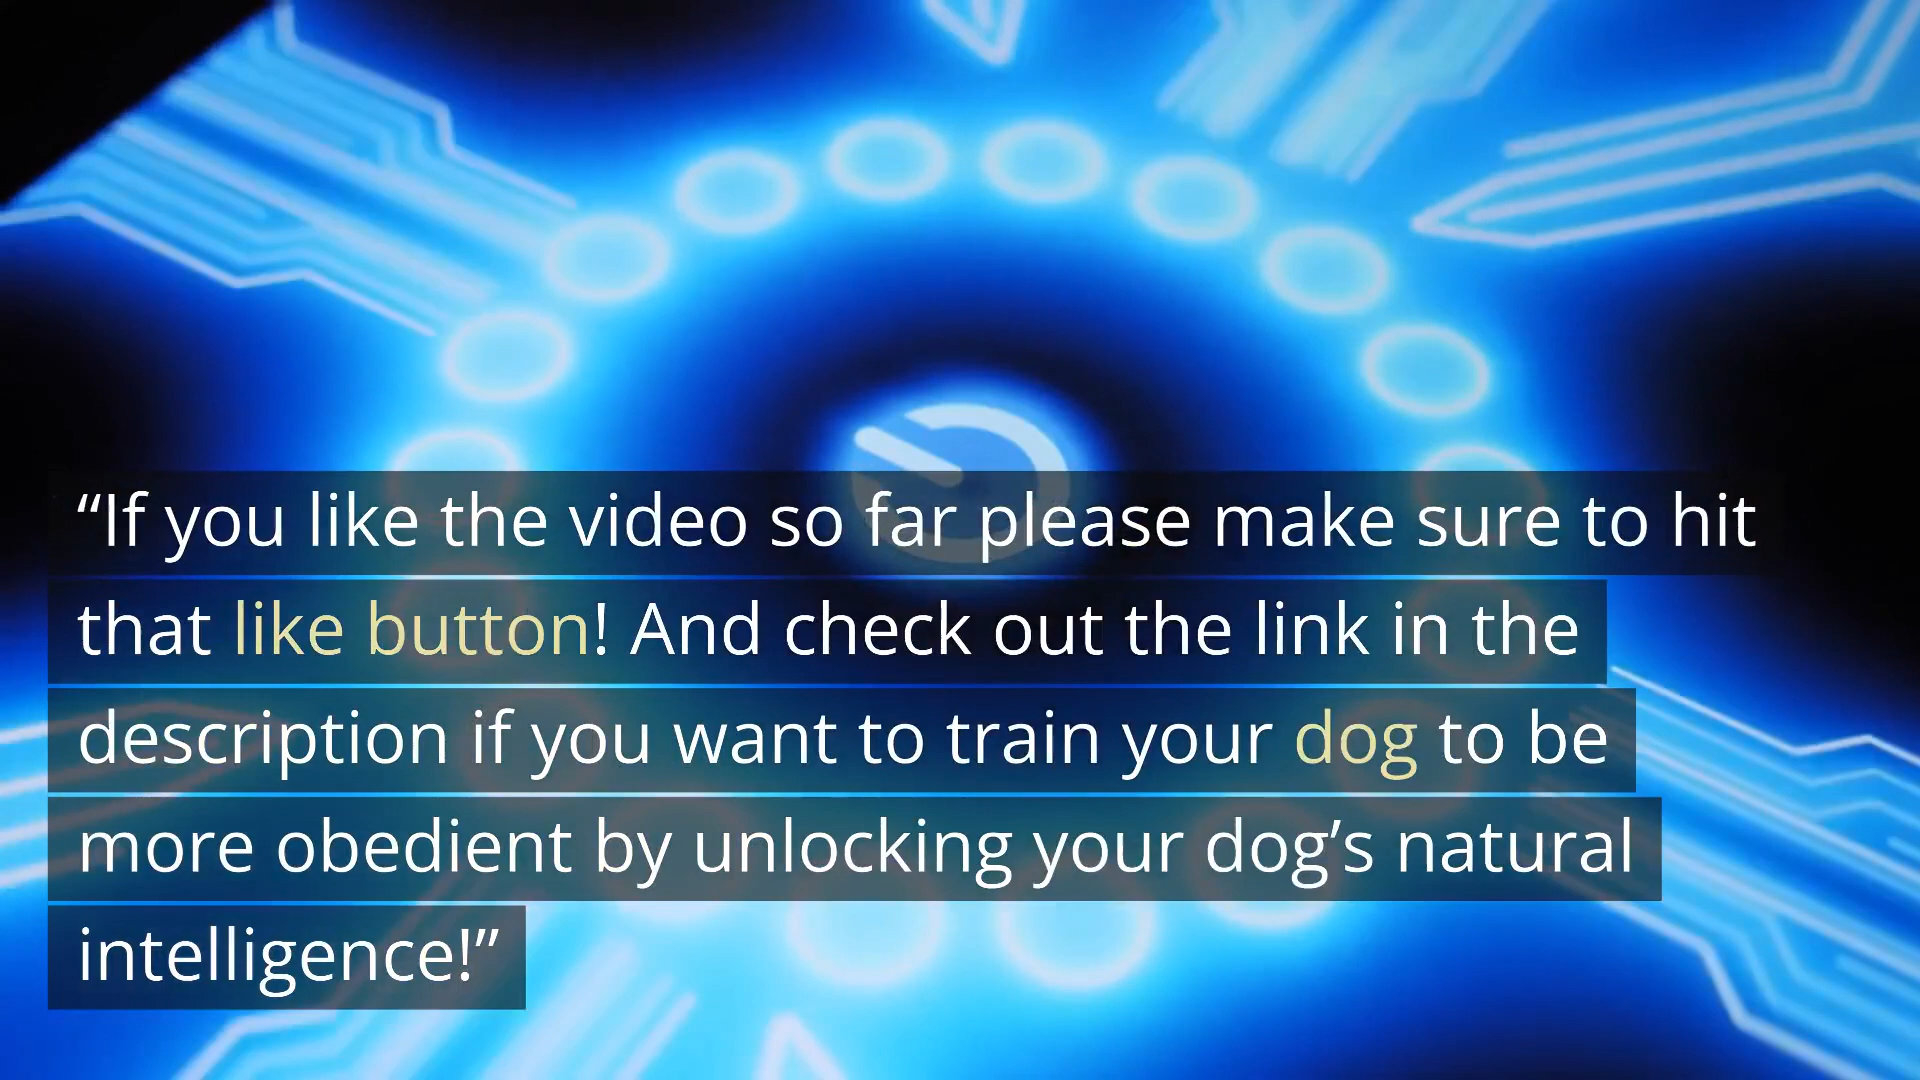 “If you like the video so far please make sure to hit
that like button! And check out the link in the
description if you want to train your dog to be
more obedient by unlocking your dog’s natural
intelligence!”